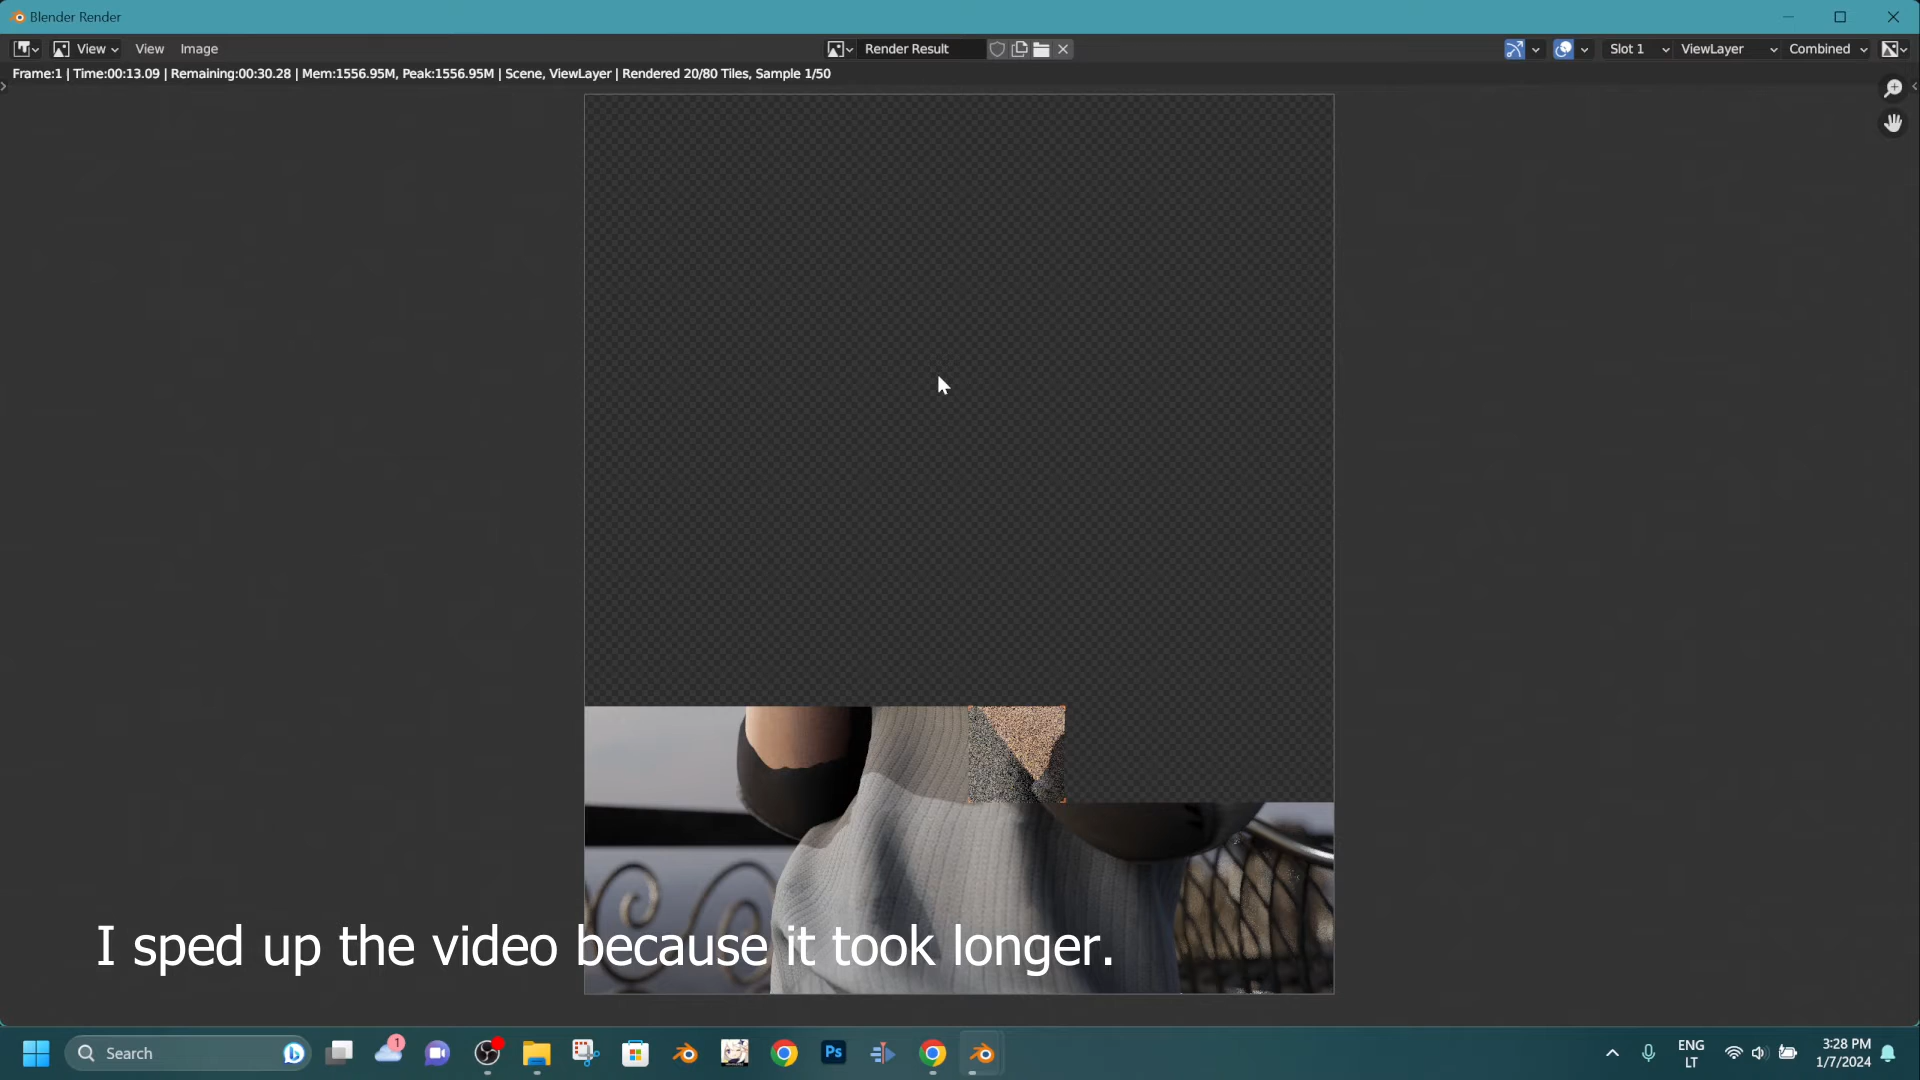 Blender Render
View View Image Render Result Slot 1 ViewLayer Combined
Frame:1 | Time:00:13.09 | Remaining:00:30.28 | Mem:1556.95M, Peak:1556.95M | Scene, ViewLayer | Rendered 20/80 Tiles, Sample 1/50
I sped up the video because it took longer.
Search
1
Ps
ENG
LT
3:28 PM
1/7/2024